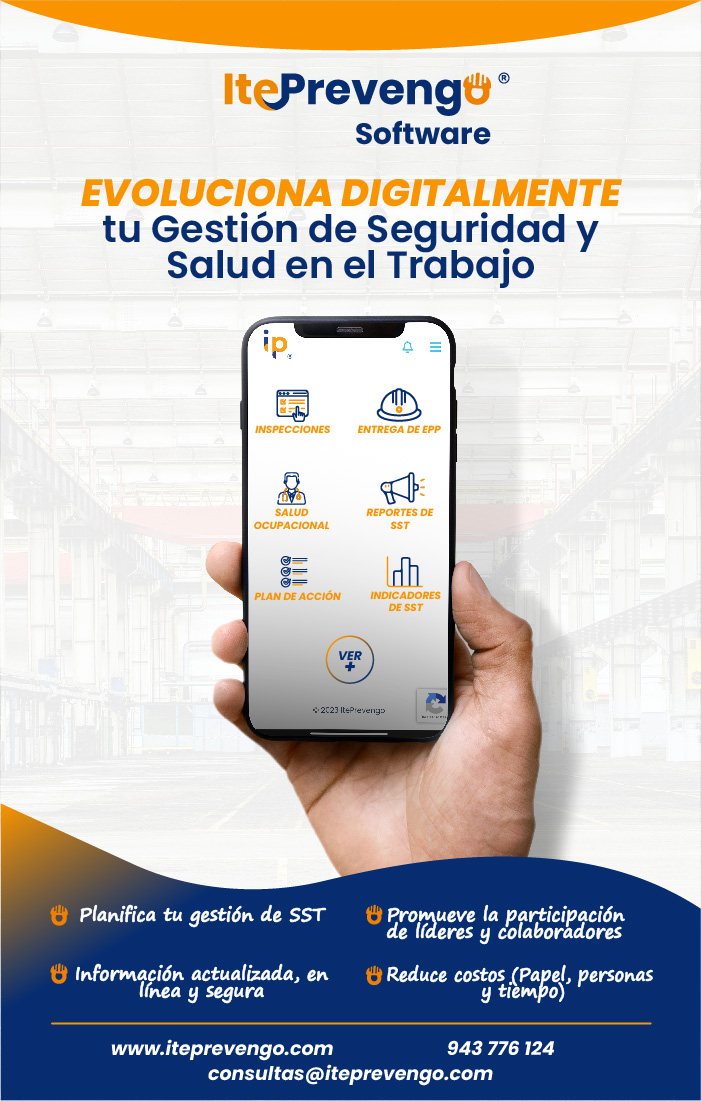 ItePrevengo ®
Software
EVOLUCIONA DIGITALMENTE
tu Gestión de Seguridad y
Salud en el Trabajo
ip ®
INSPECCIONES
ENTREGA DE EPP
SALUD
OCUPACIONAL
REPORTES DE
SST
PLAN DE ACCIÓN
INDICADORES
DE SST
VER
+
© 2023 ItePrevengo
Planifica tu gestión de SST
Promueve la participación
de líderes y colaboradores
Información actualizada, en
línea y segura
Reduce costos (Papel, personas
y tiempo)
www.iteprevengo.com
943 776 124
consultas@iteprevengo.com